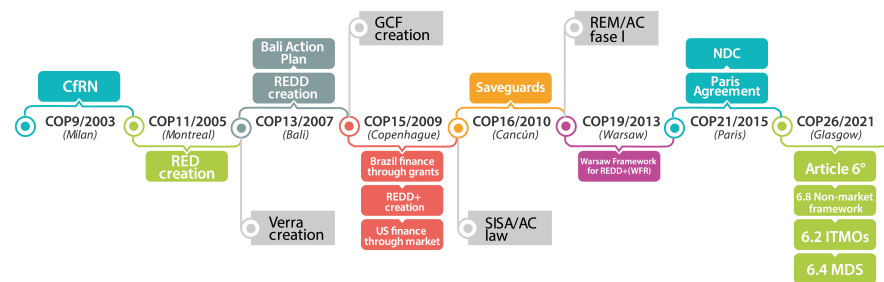 GCF
creation
REM/AC
fase I
Bali Action
Plan
NDC
CfRN
REDD
creation
Saveguards
Paris
Agreement
COP9/2003
(Milan)
COP11/2005
(Montreal)
COP13/2007
(Bali)
COP15/2009
(Copenhague)
COP16/2010
(Cancún)
COP19/2013
(Warsaw)
COP21/2015
(Paris)
COP26/2021
(Glasgow)
RED
creation
Brazil finance
through grants
Warsaw Framework
for REDD+(WFR)
Article 6°
REDD+
creation
6.8 Non-market
framework
Verra
creation
US finance
through market
SISA/AC
law
6.2 ITMOs
6.4 MDS